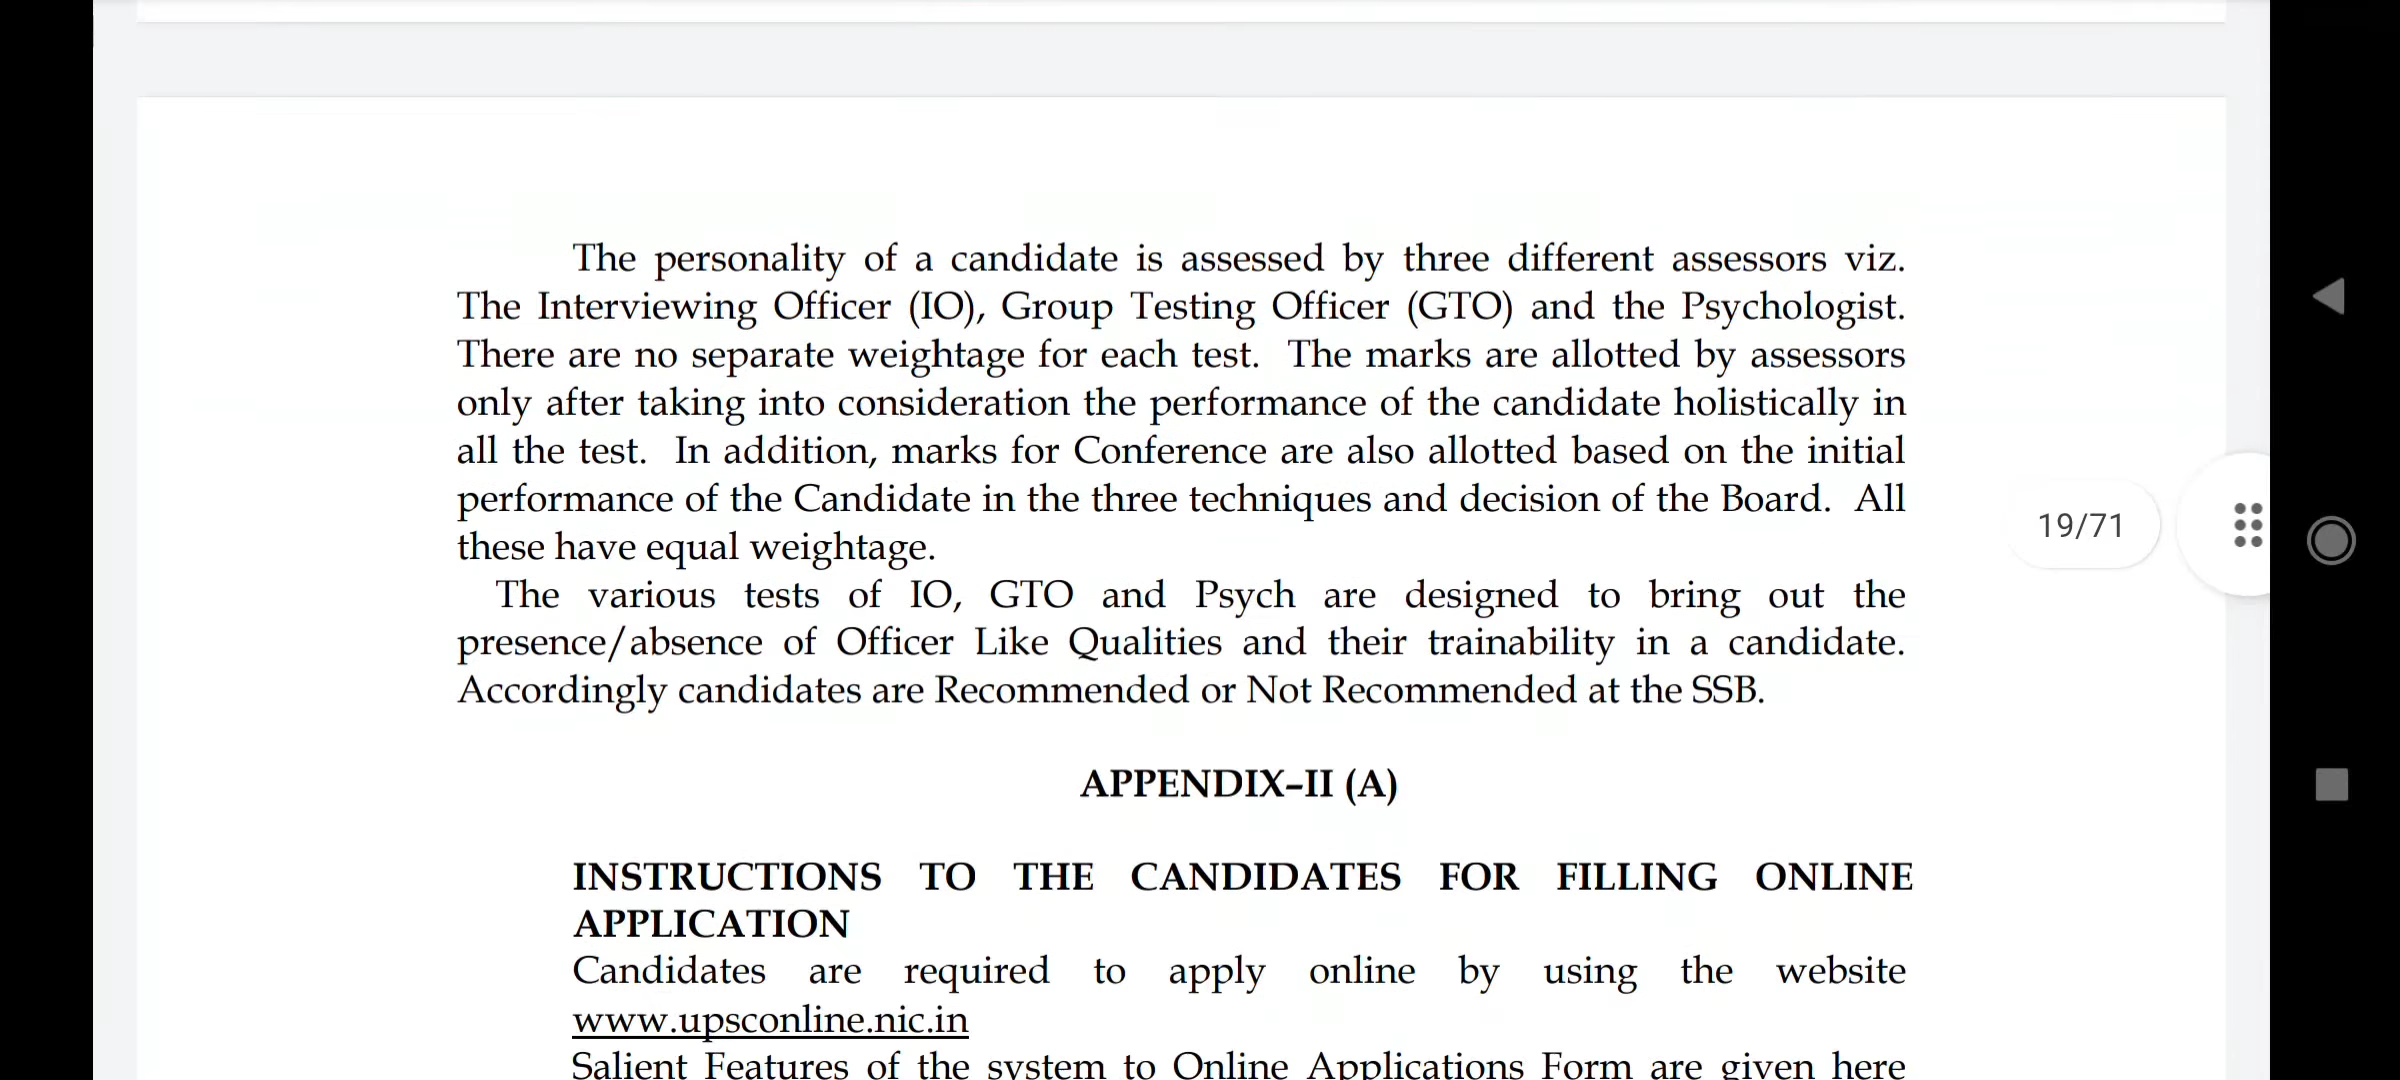 The personality of a candidate is assessed by three different assessors viz.
The Interviewing Officer (IO), Group Testing Officer (GTO) and the Psychologist.
There are no separate weightage for each test. The marks are allotted by assessors
only after taking into consideration the performance of the candidate holistically in
all the test. In addition, marks for Conference are also allotted based on the initial
performance of the Candidate in the three techniques and decision of the Board. All
these have equal weightage.
The various tests of IO, GTO and Psych are designed to bring out the
presence/absence of Officer Like Qualities and their trainability in a candidate.
Accordingly candidates are Recommended or Not Recommended at the SSB.
19/71
APPENDIX–II (A)
INSTRUCTIONS TO THE CANDIDATES FOR FILLING ONLINE
APPLICATION
Candidates are required to apply online by using the website
www.upsconline.nic.in
Salient Features of the system to Online Applications Form are given here